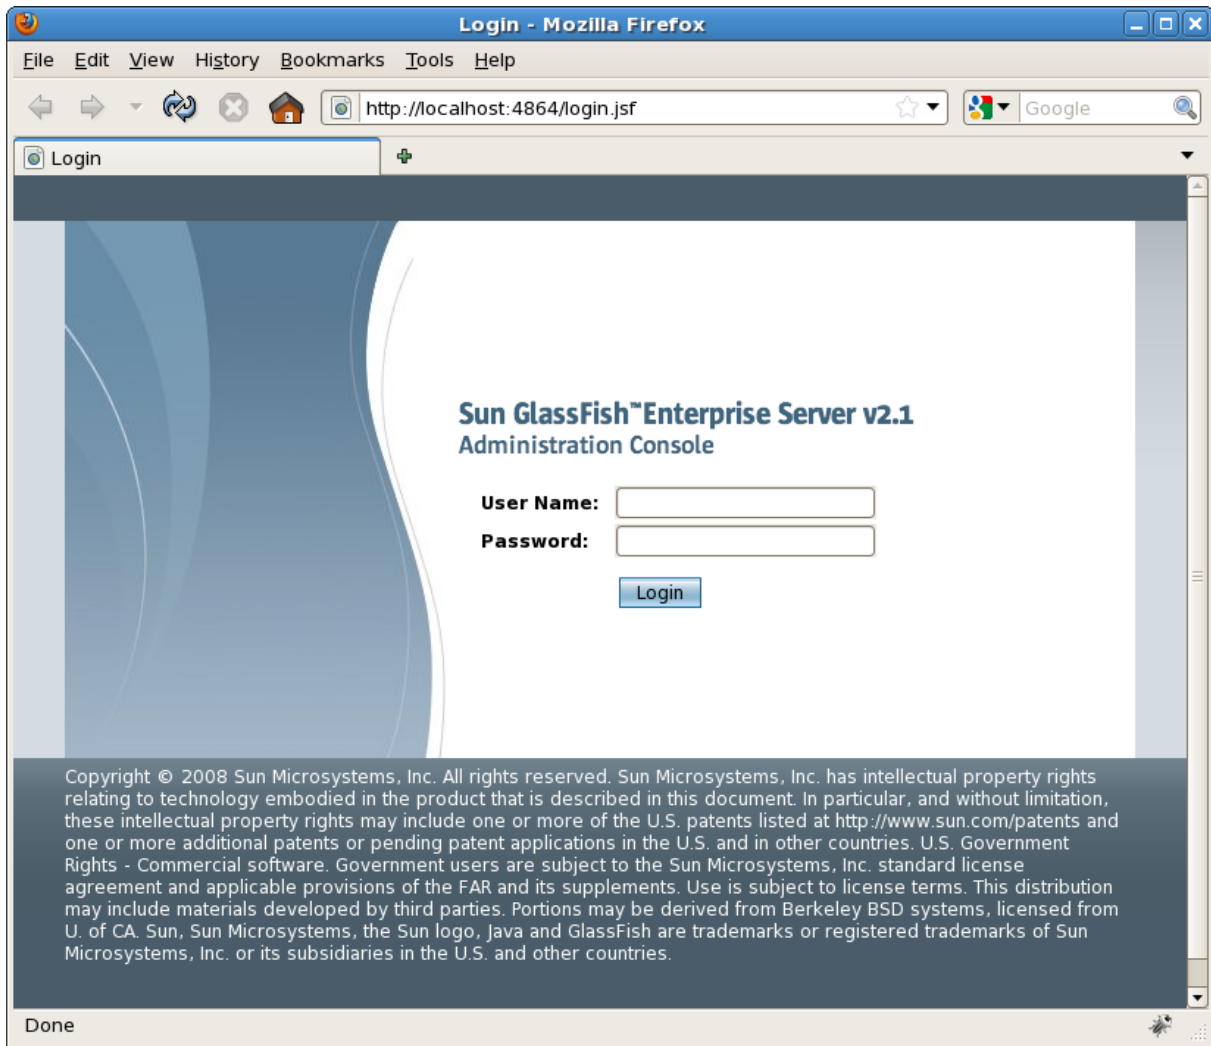 Login - Mozilla Firefox
File Edit View History Bookmarks Tools Help
http://localhost:4864/login.jsf
Google
Login
Sun GlassFish™Enterprise Server v2.1
Administration Console
User Name:
Password:
Login
Copyright © 2008 Sun Microsystems, Inc. All rights reserved. Sun Microsystems, Inc. has intellectual property rights
relating to technology embodied in the product that is described in this document. In particular, and without limitation,
these intellectual property rights may include one or more of the U.S. patents listed at http://www.sun.com/patents and
one or more additional patents or pending patent applications in the U.S. and in other countries. U.S. Government
Rights - Commercial software. Government users are subject to the Sun Microsystems, Inc. standard license
agreement and applicable provisions of the FAR and its supplements. Use is subject to license terms. This distribution
may include materials developed by third parties. Portions may be derived from Berkeley BSD systems, licensed from
U. of CA. Sun, Sun Microsystems, the Sun logo, Java and GlassFish are trademarks or registered trademarks of Sun
Microsystems, Inc. or its subsidiaries in the U.S. and other countries.
Done